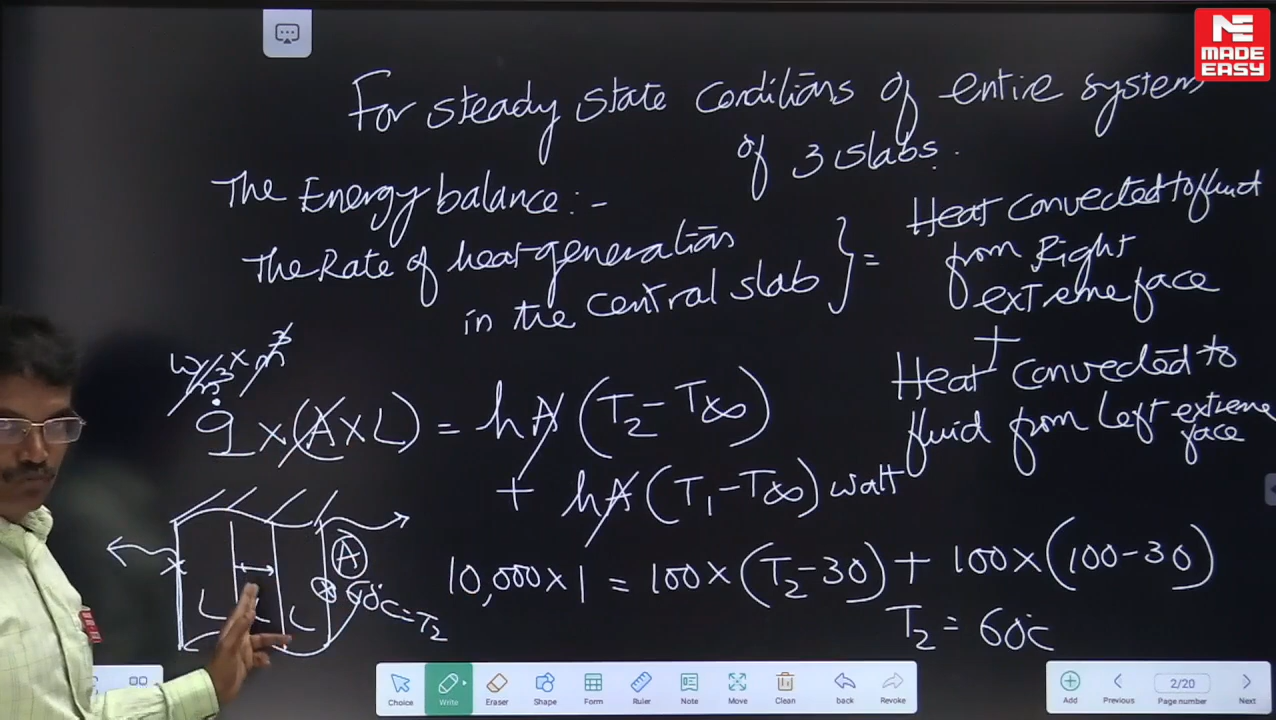 NE
MADE
EASY
For steady state conditions of entire system
of 3 slabs.
The Energy balance:-
The Rate of heat generation
in the central slab } =
Heat convected to fluid
from Right
extreme face
+
Heat convected to
fluid from left extreme
face
W/m³ × m³
q̇ × (A × L) = hA (T₂ - T∞)
+ hA (T₁ - T∞) watt
10,000 × 1 = 100 × (T₂ - 30) + 100 × (100 - 30)
T₂ = 60°C
A
L L
60°C = T₂
Choice Write Eraser Shape Form Ruler Note Move Clean back Revoke
Add Previous 2/20 Next
Page number